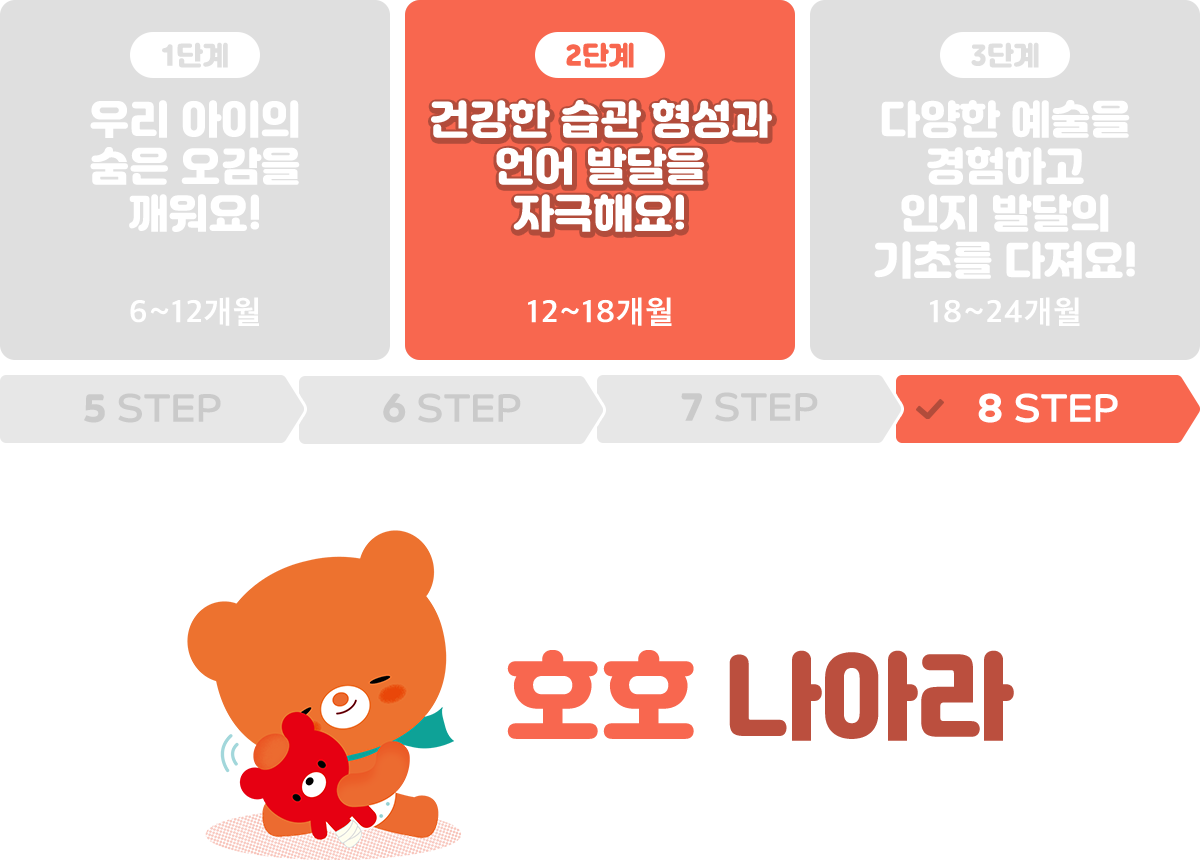 1단계
우리 아이의
숨은 오감을
깨워요!
6~12개월
2단계
건강한 습관 형성과
언어 발달을
자극해요!
12~18개월
3단계
다양한 예술을
경험하고
인지 발달의
기초를 다져요!
18~24개월
5 STEP
6 STEP
7 STEP
8 STEP
호호 나아라